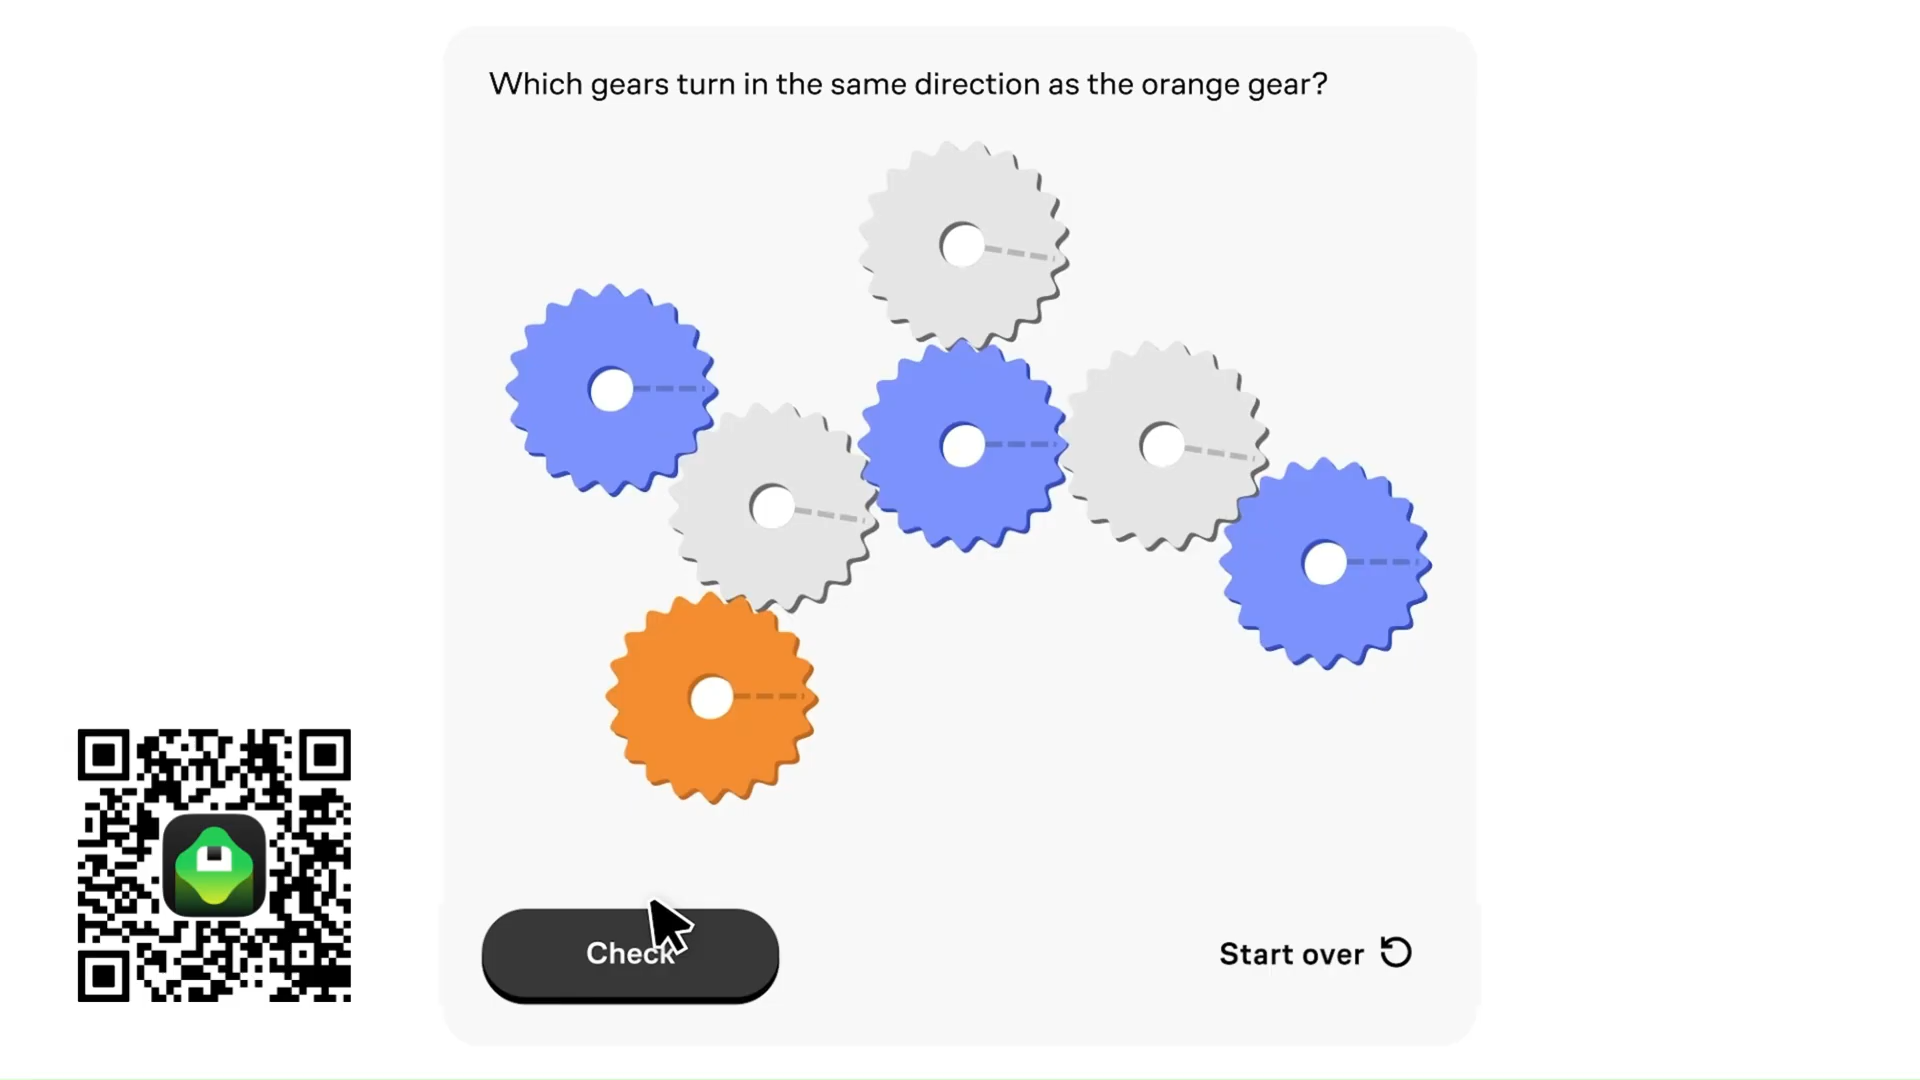 Which gears turn in the same direction as the orange gear?
Check
Start over